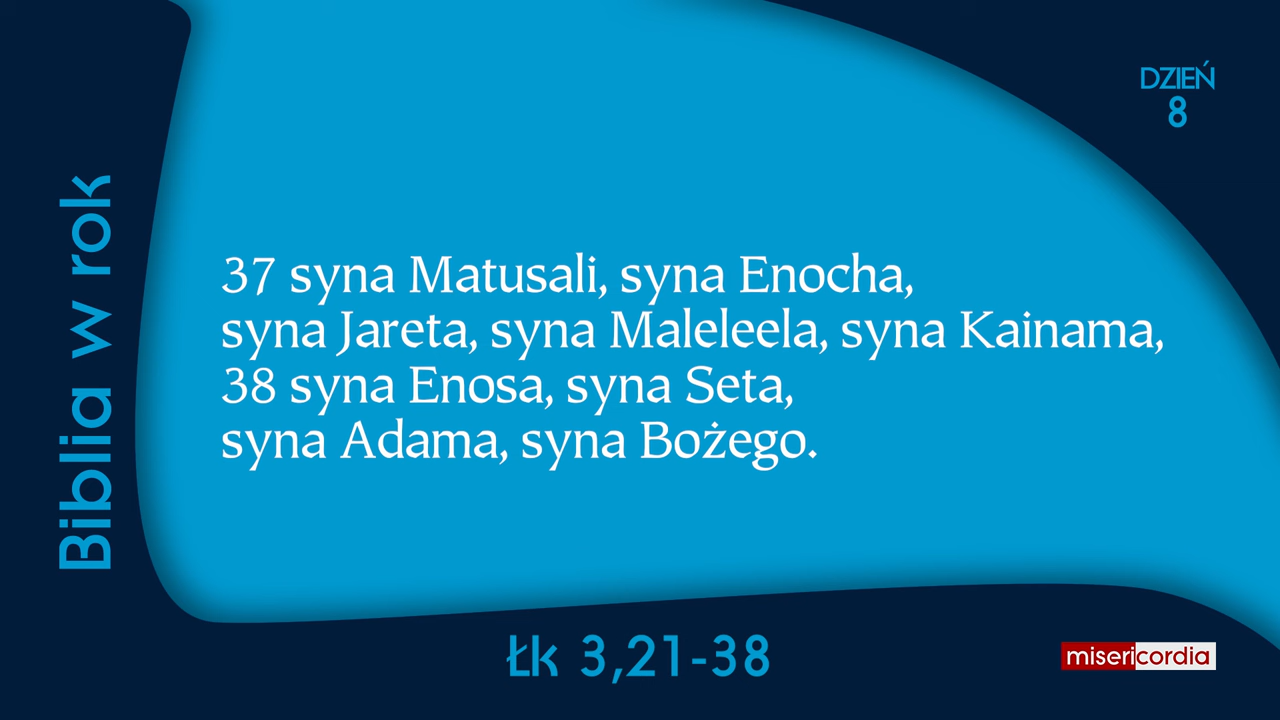 DZIEŃ
8
Biblia w rok
37 syna Matusali, syna Enocha,
syna Jareta, syna Maleleela, syna Kainama,
38 syna Enosa, syna Seta,
syna Adama, syna Bożego.
Łk 3,21-38
misericordia